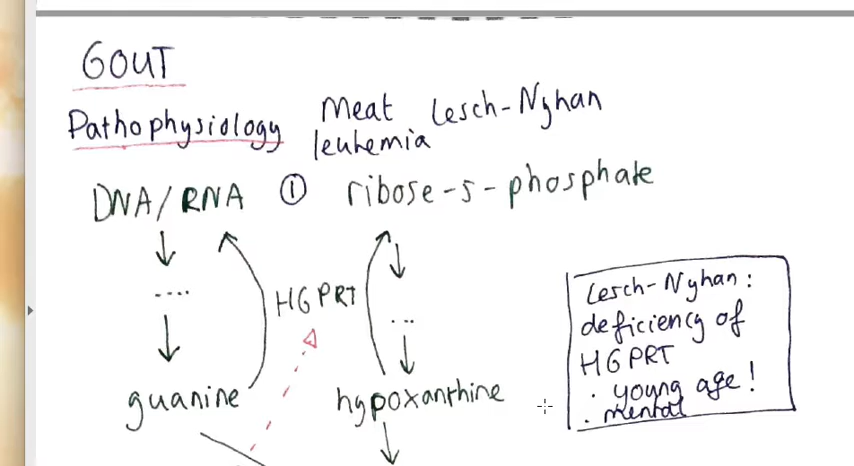 GOUT
Pathophysiology
Meat Lesch-Nyhan
leukemia
DNA/RNA ① ribose-5-phosphate
....
HGPRT
...
guanine
hypoxanthine
Lesch-Nyhan:
deficiency of
HGPRT
· young age!
· mental